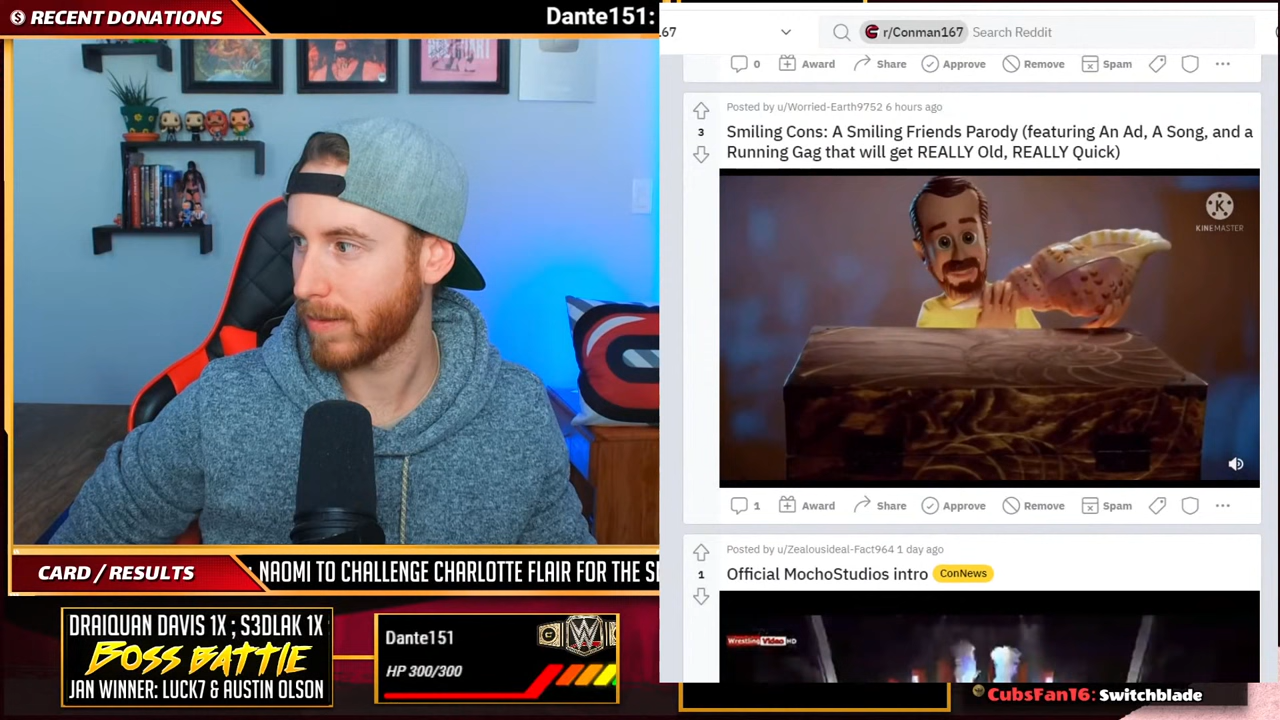 $ RECENT DONATIONS
Dante151:
.67
r/Conman167 Search Reddit
0 Award Share Approve Remove Spam
Posted by u/Worried-Earth9752 6 hours ago
3
Smiling Cons: A Smiling Friends Parody (featuring An Ad, A Song, and a
Running Gag that will get REALLY Old, REALLY Quick)
K
KINEMASTER
1 Award Share Approve Remove Spam
Posted by u/Zealousideal-Fact964 1 day ago
1
Official MochoStudios intro ConNews
Wrestling Video HD
CARD / RESULTS
NAOMI TO CHALLENGE CHARLOTTE FLAIR FOR THE
DRAIQUAN DAVIS 1X ; S3DLAK 1X
BOSS BATTLE
JAN WINNER: LUCK7 & AUSTIN OLSON
Dante151
HP 300/300
CubsFan16: Switchblade